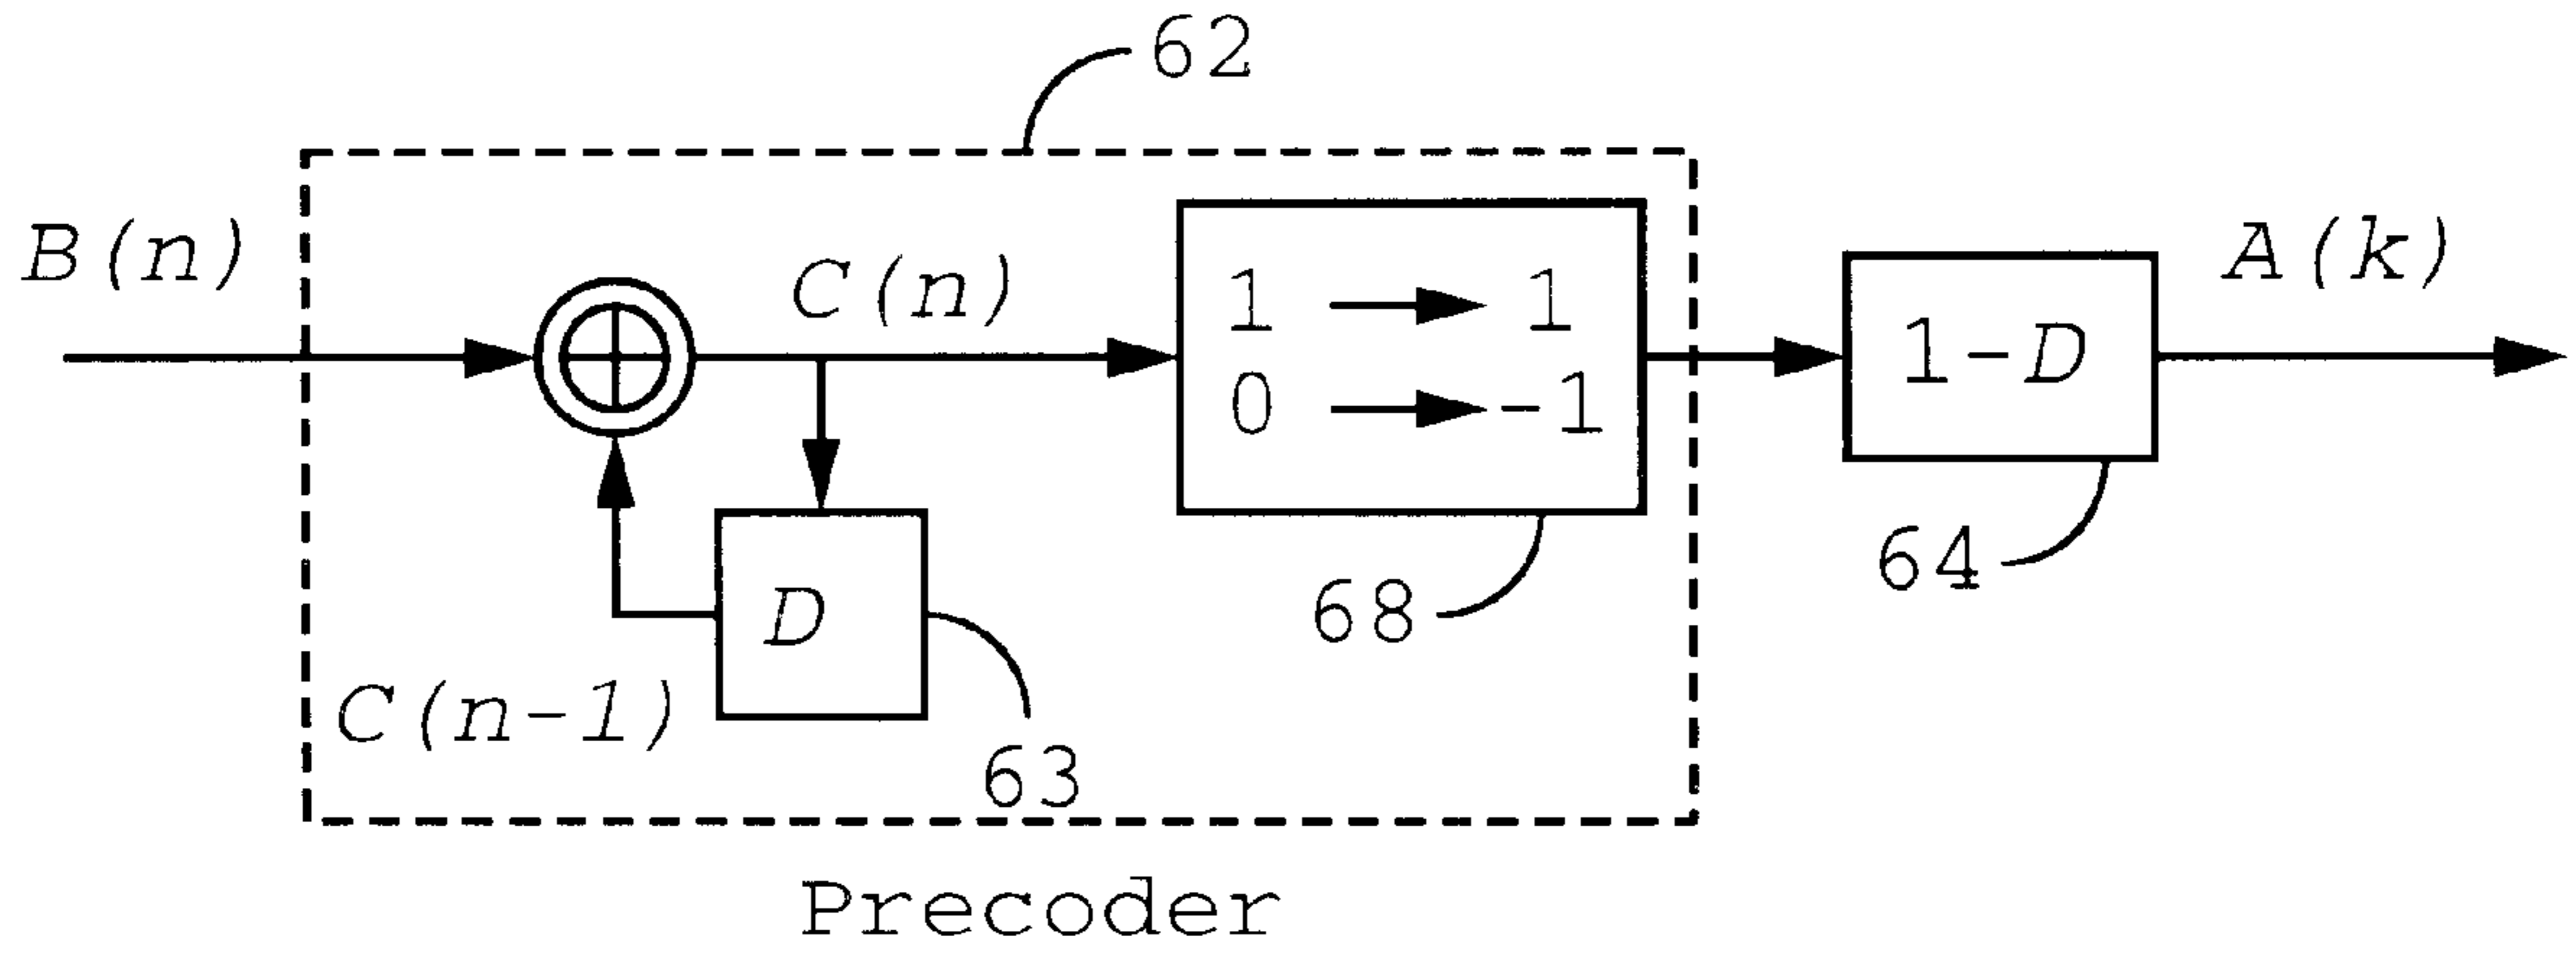 62
B(n)
C(n)
1 → 1
0 → -1
1-D
A(k)
D
C(n-1)
63
68
64
Precoder